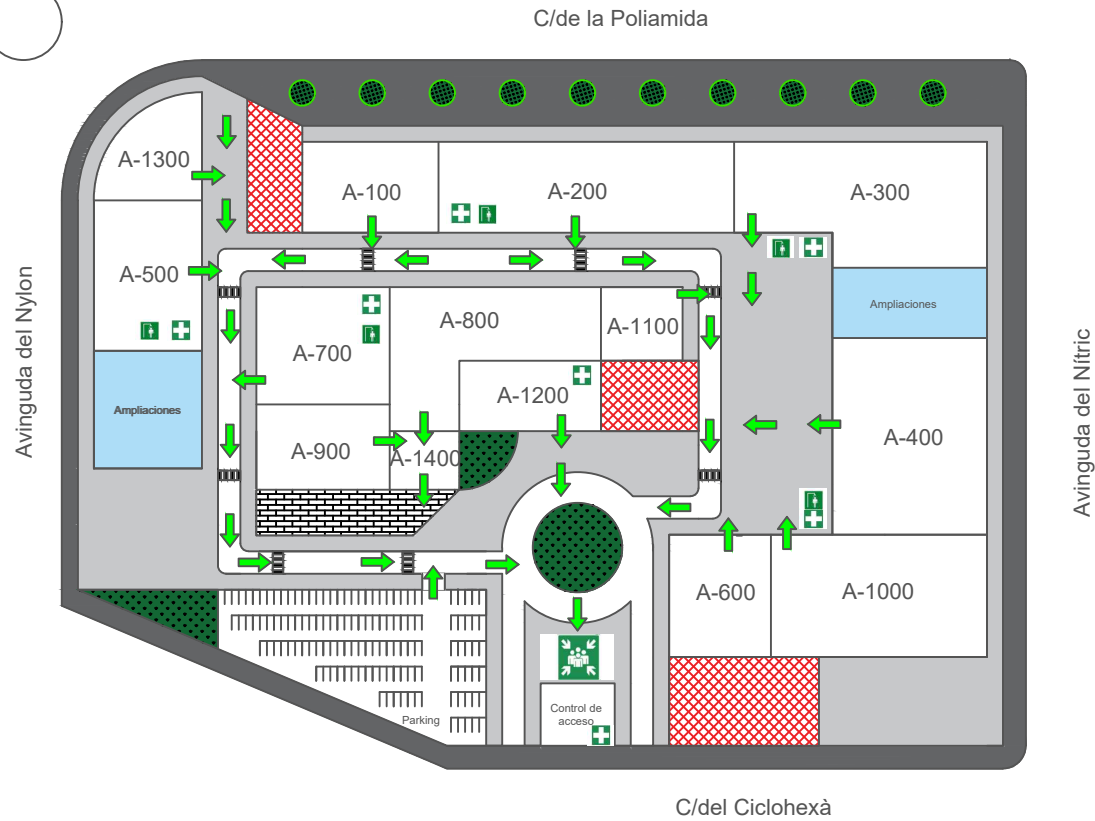 C/de la Poliamida
A-1300
A-100
A-200
A-300
A-500
Ampliaciones
A-800
A-1100
A-700
Avinguda del Nylon
Avinguda del Nítric
A-1200
Ampliaciones
A-400
A-900
A-1400
A-600
A-1000
Control de
acceso
Parking
C/del Ciclohexà